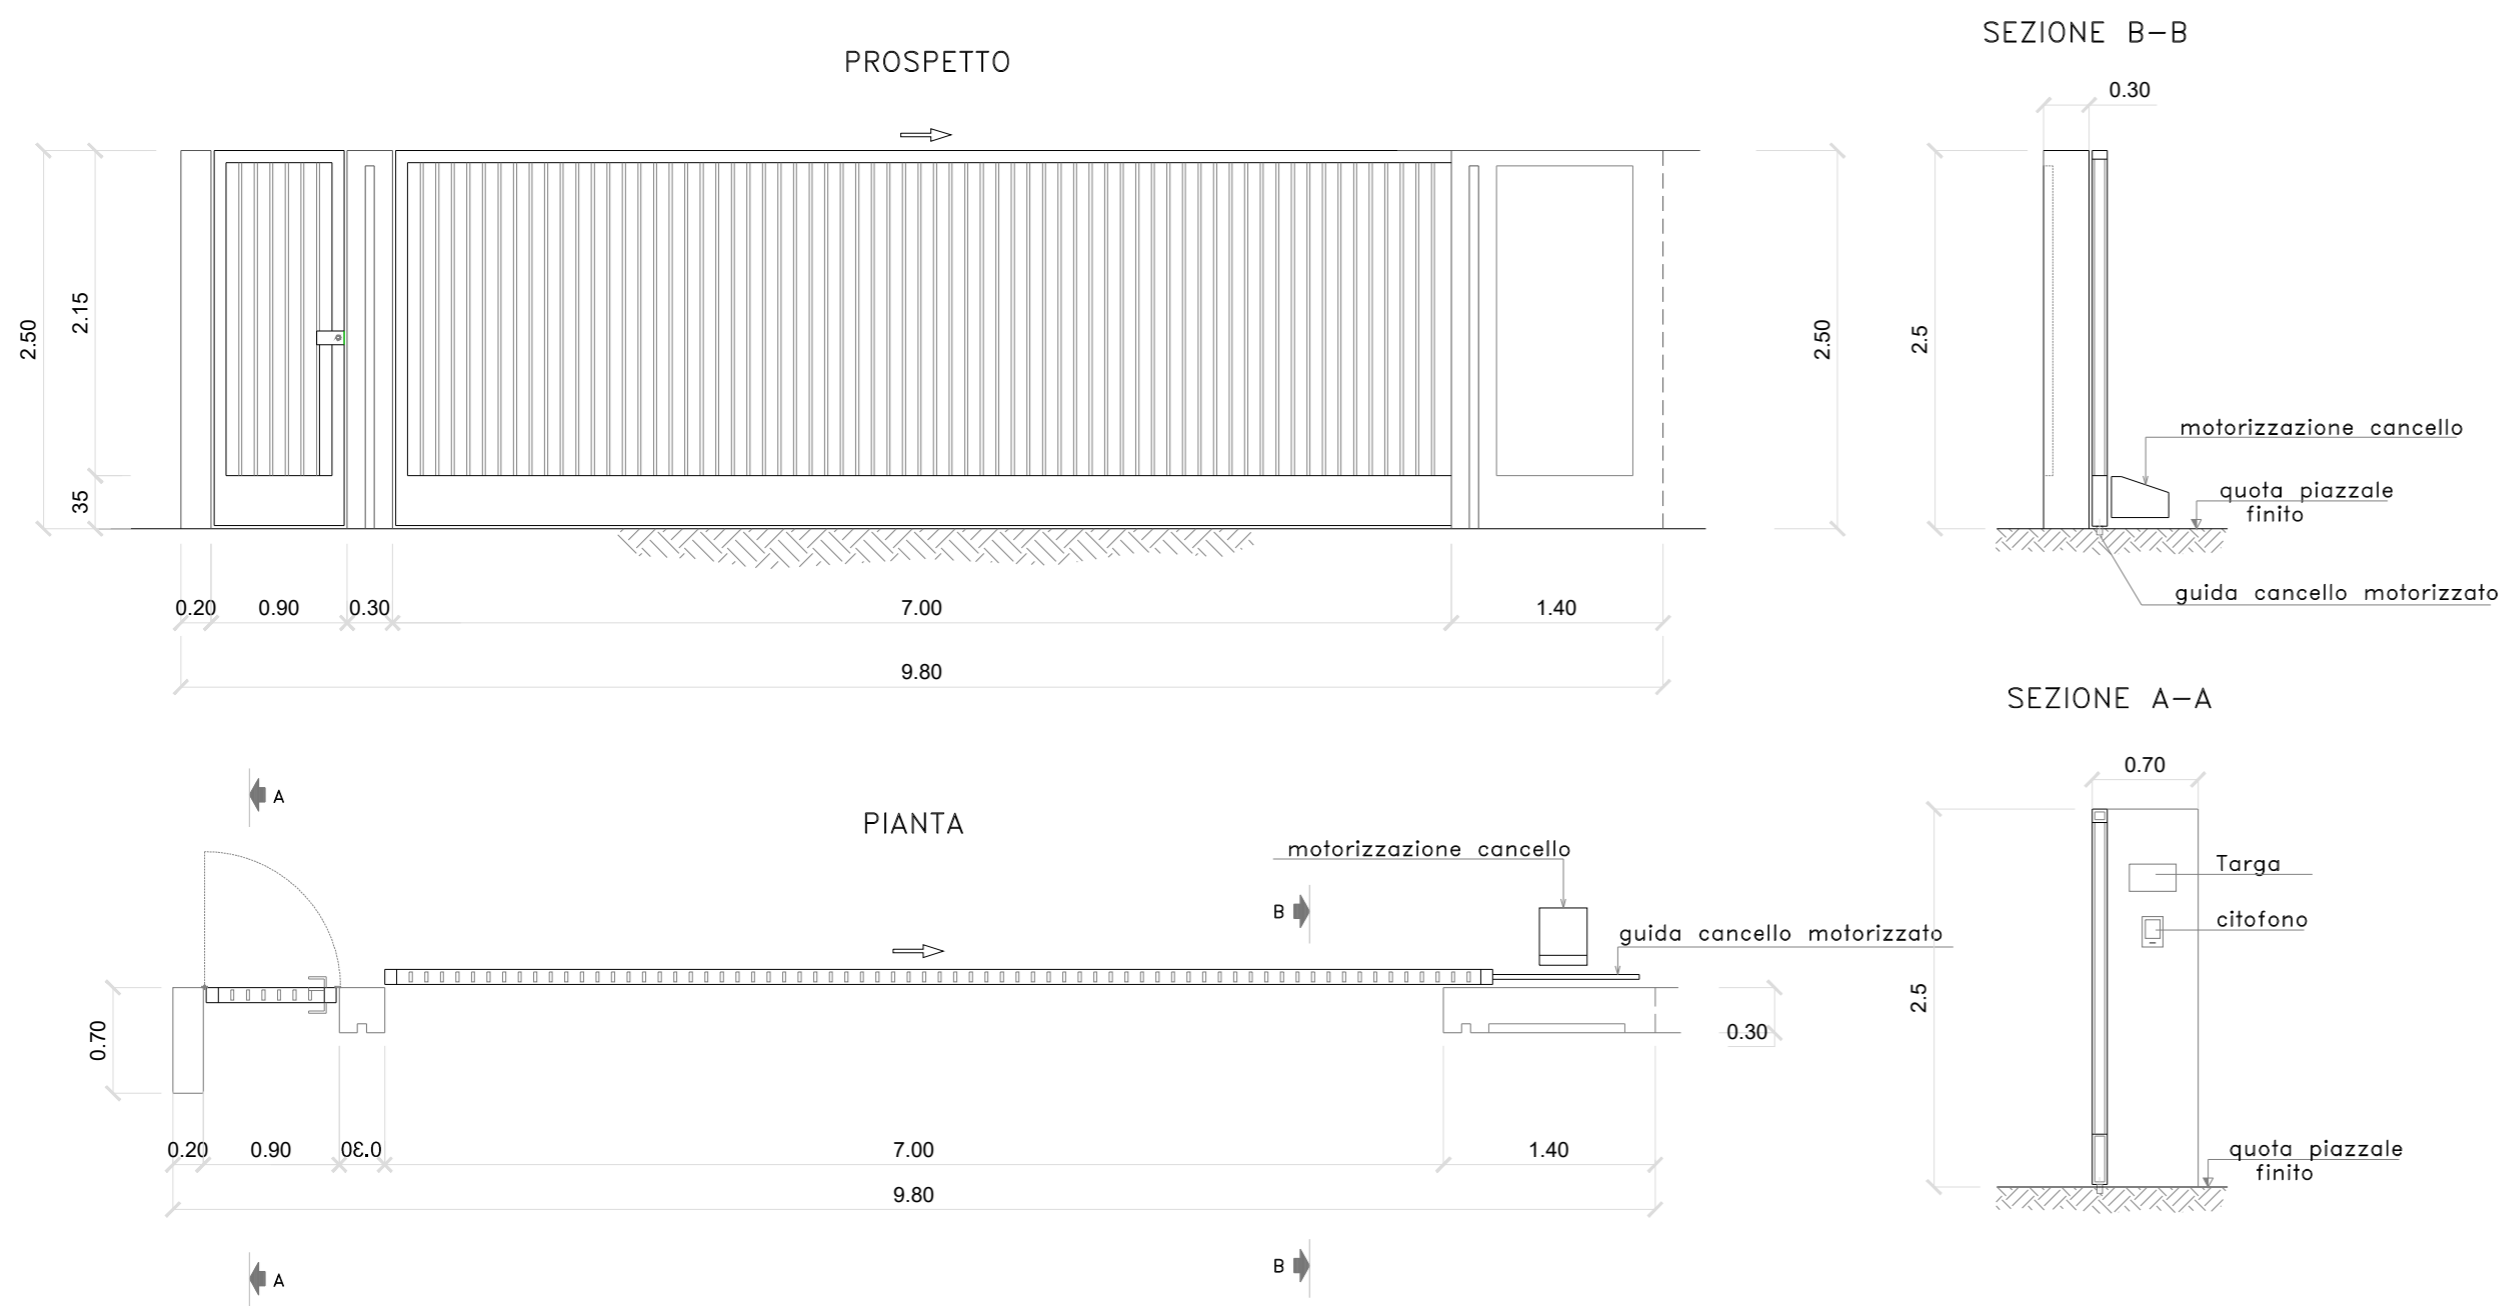 PROSPETTO
2.50
2.15
35
2.50
0.20
0.90
0.30
7.00
1.40
9.80
SEZIONE B-B
0.30
2.5
motorizzazione cancello
quota piazzale
finito
guida cancello motorizzato
PIANTA
A
motorizzazione cancello
B
guida cancello motorizzato
0.70
0.30
0.20
0.90
0.30
7.00
1.40
9.80
A
B
SEZIONE A-A
0.70
2.5
Targa
citofono
quota piazzale
finito